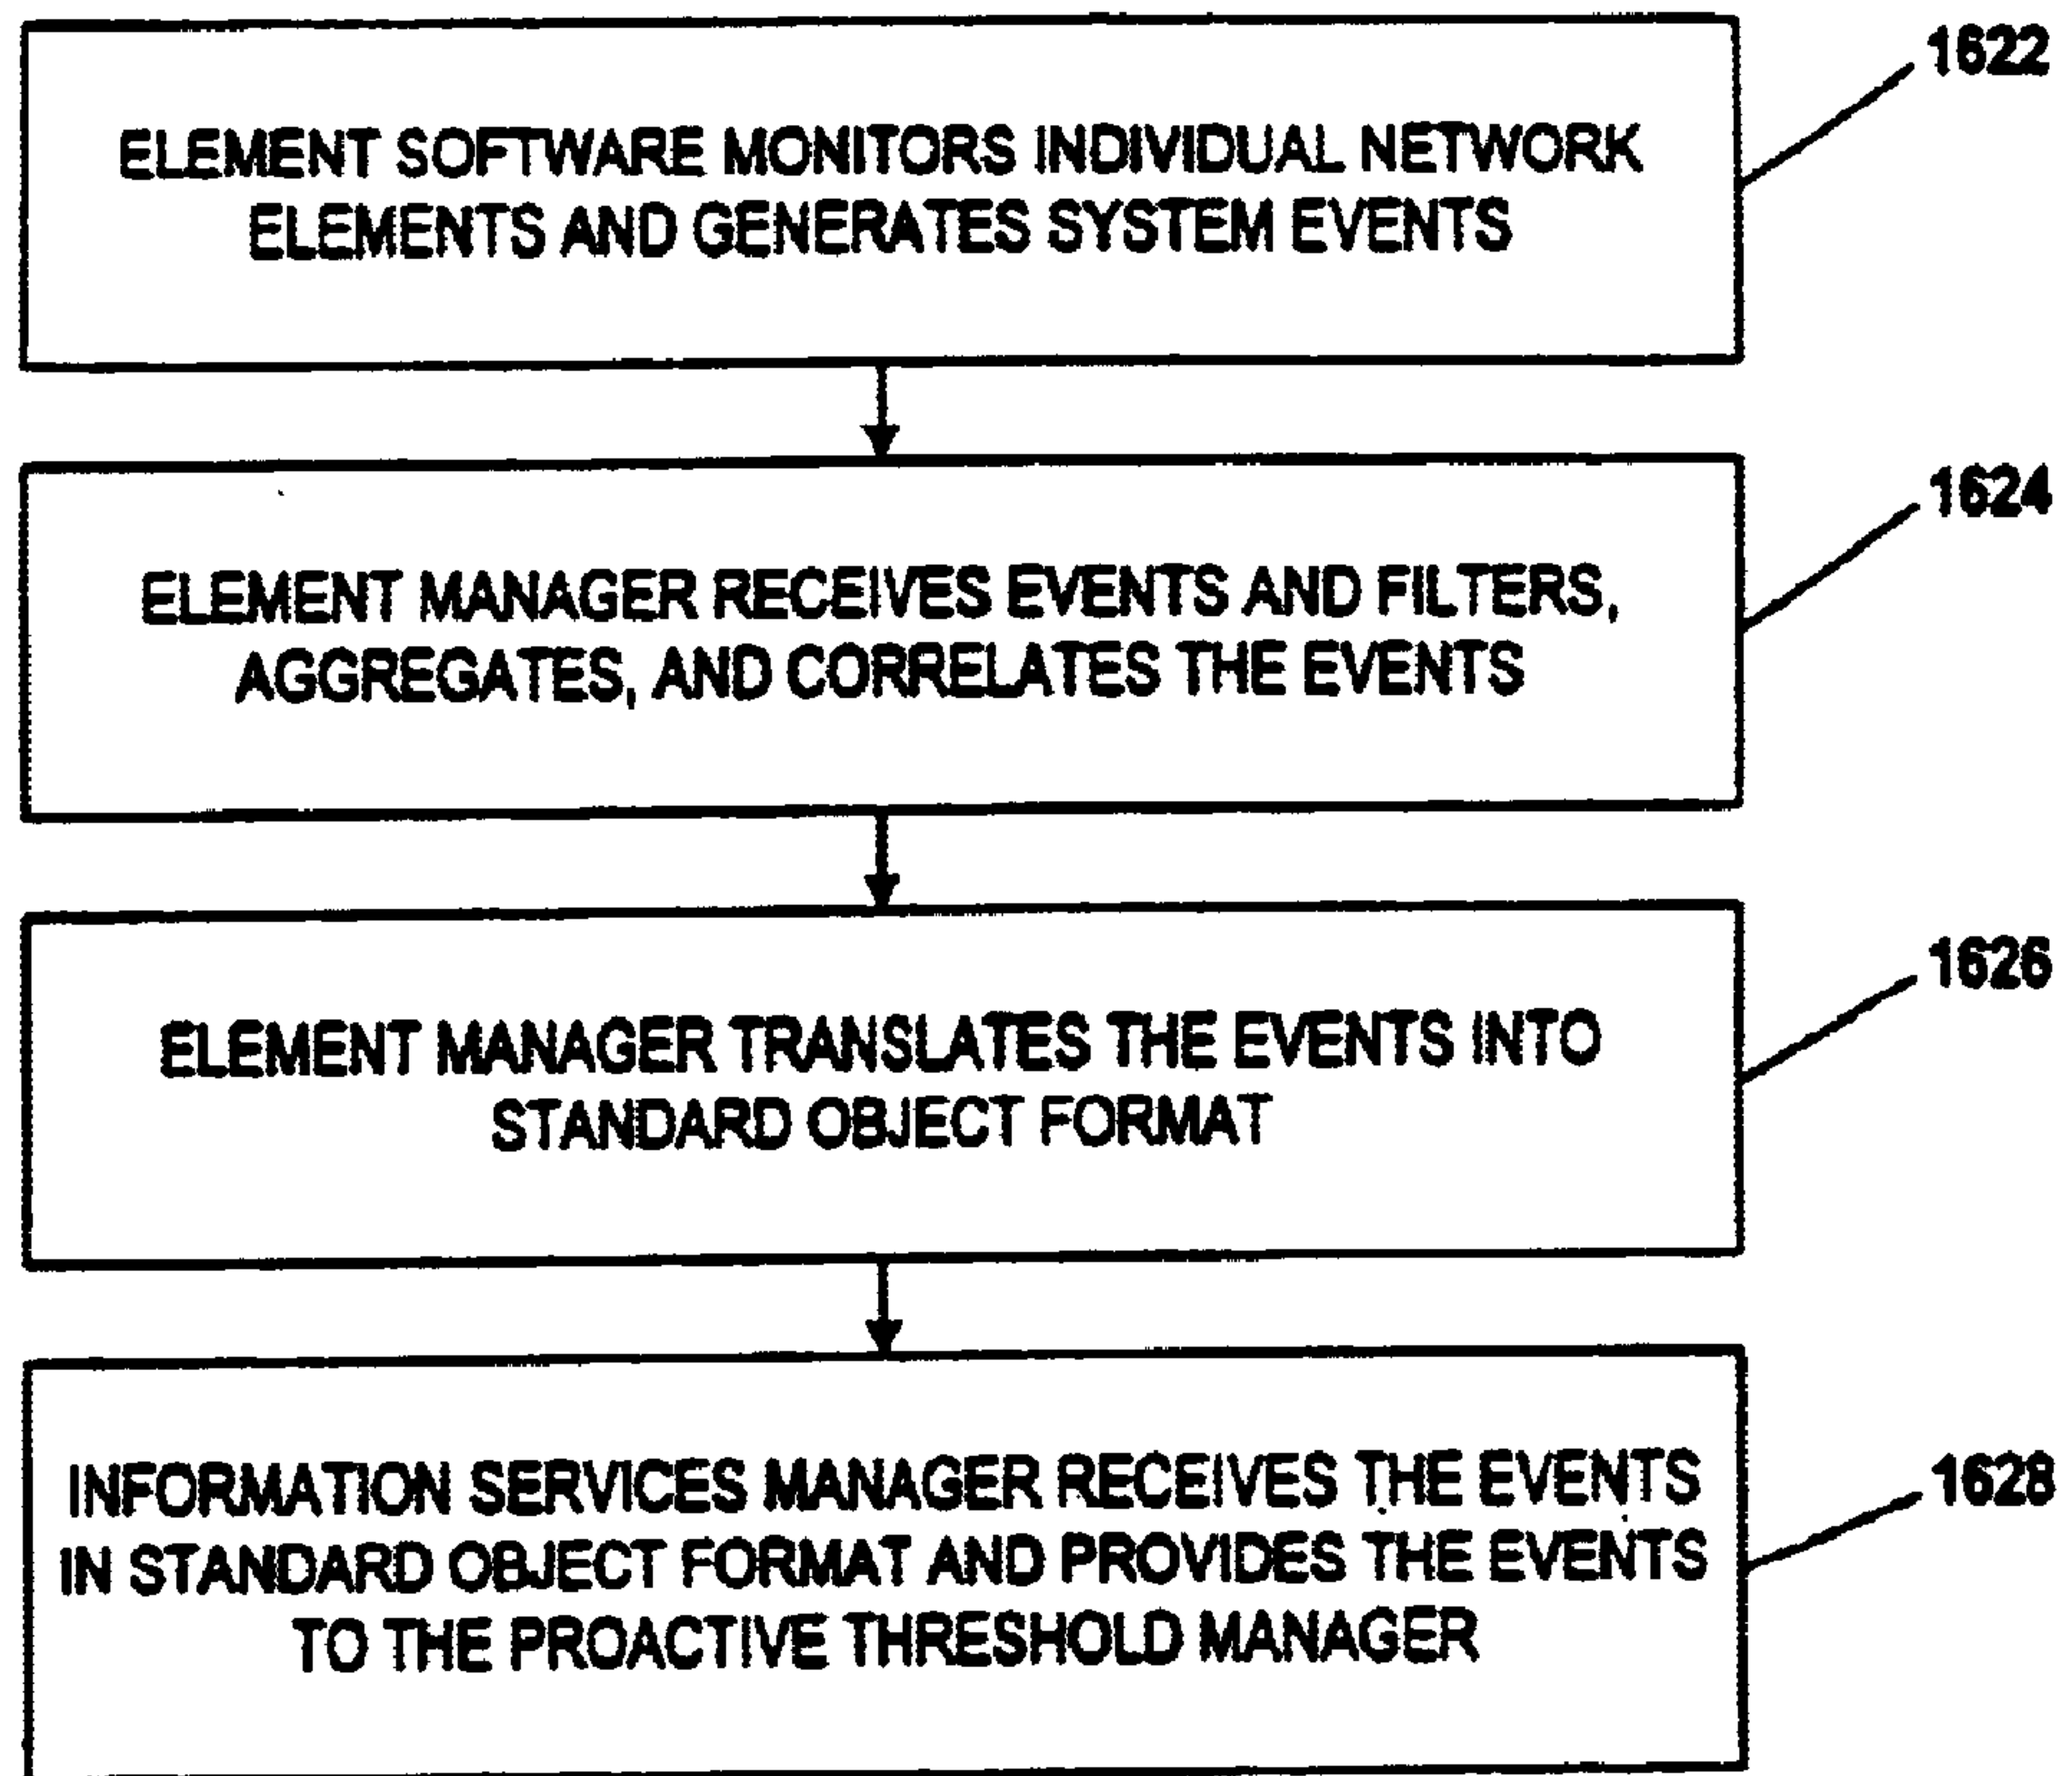 1622
ELEMENT SOFTWARE MONITORS INDIVIDUAL NETWORK
ELEMENTS AND GENERATES SYSTEM EVENTS
1624
ELEMENT MANAGER RECEIVES EVENTS AND FILTERS,
AGGREGATES, AND CORRELATES THE EVENTS
1626
ELEMENT MANAGER TRANSLATES THE EVENTS INTO
STANDARD OBJECT FORMAT
1628
INFORMATION SERVICES MANAGER RECEIVES THE EVENTS
IN STANDARD OBJECT FORMAT AND PROVIDES THE EVENTS
TO THE PROACTIVE THRESHOLD MANAGER